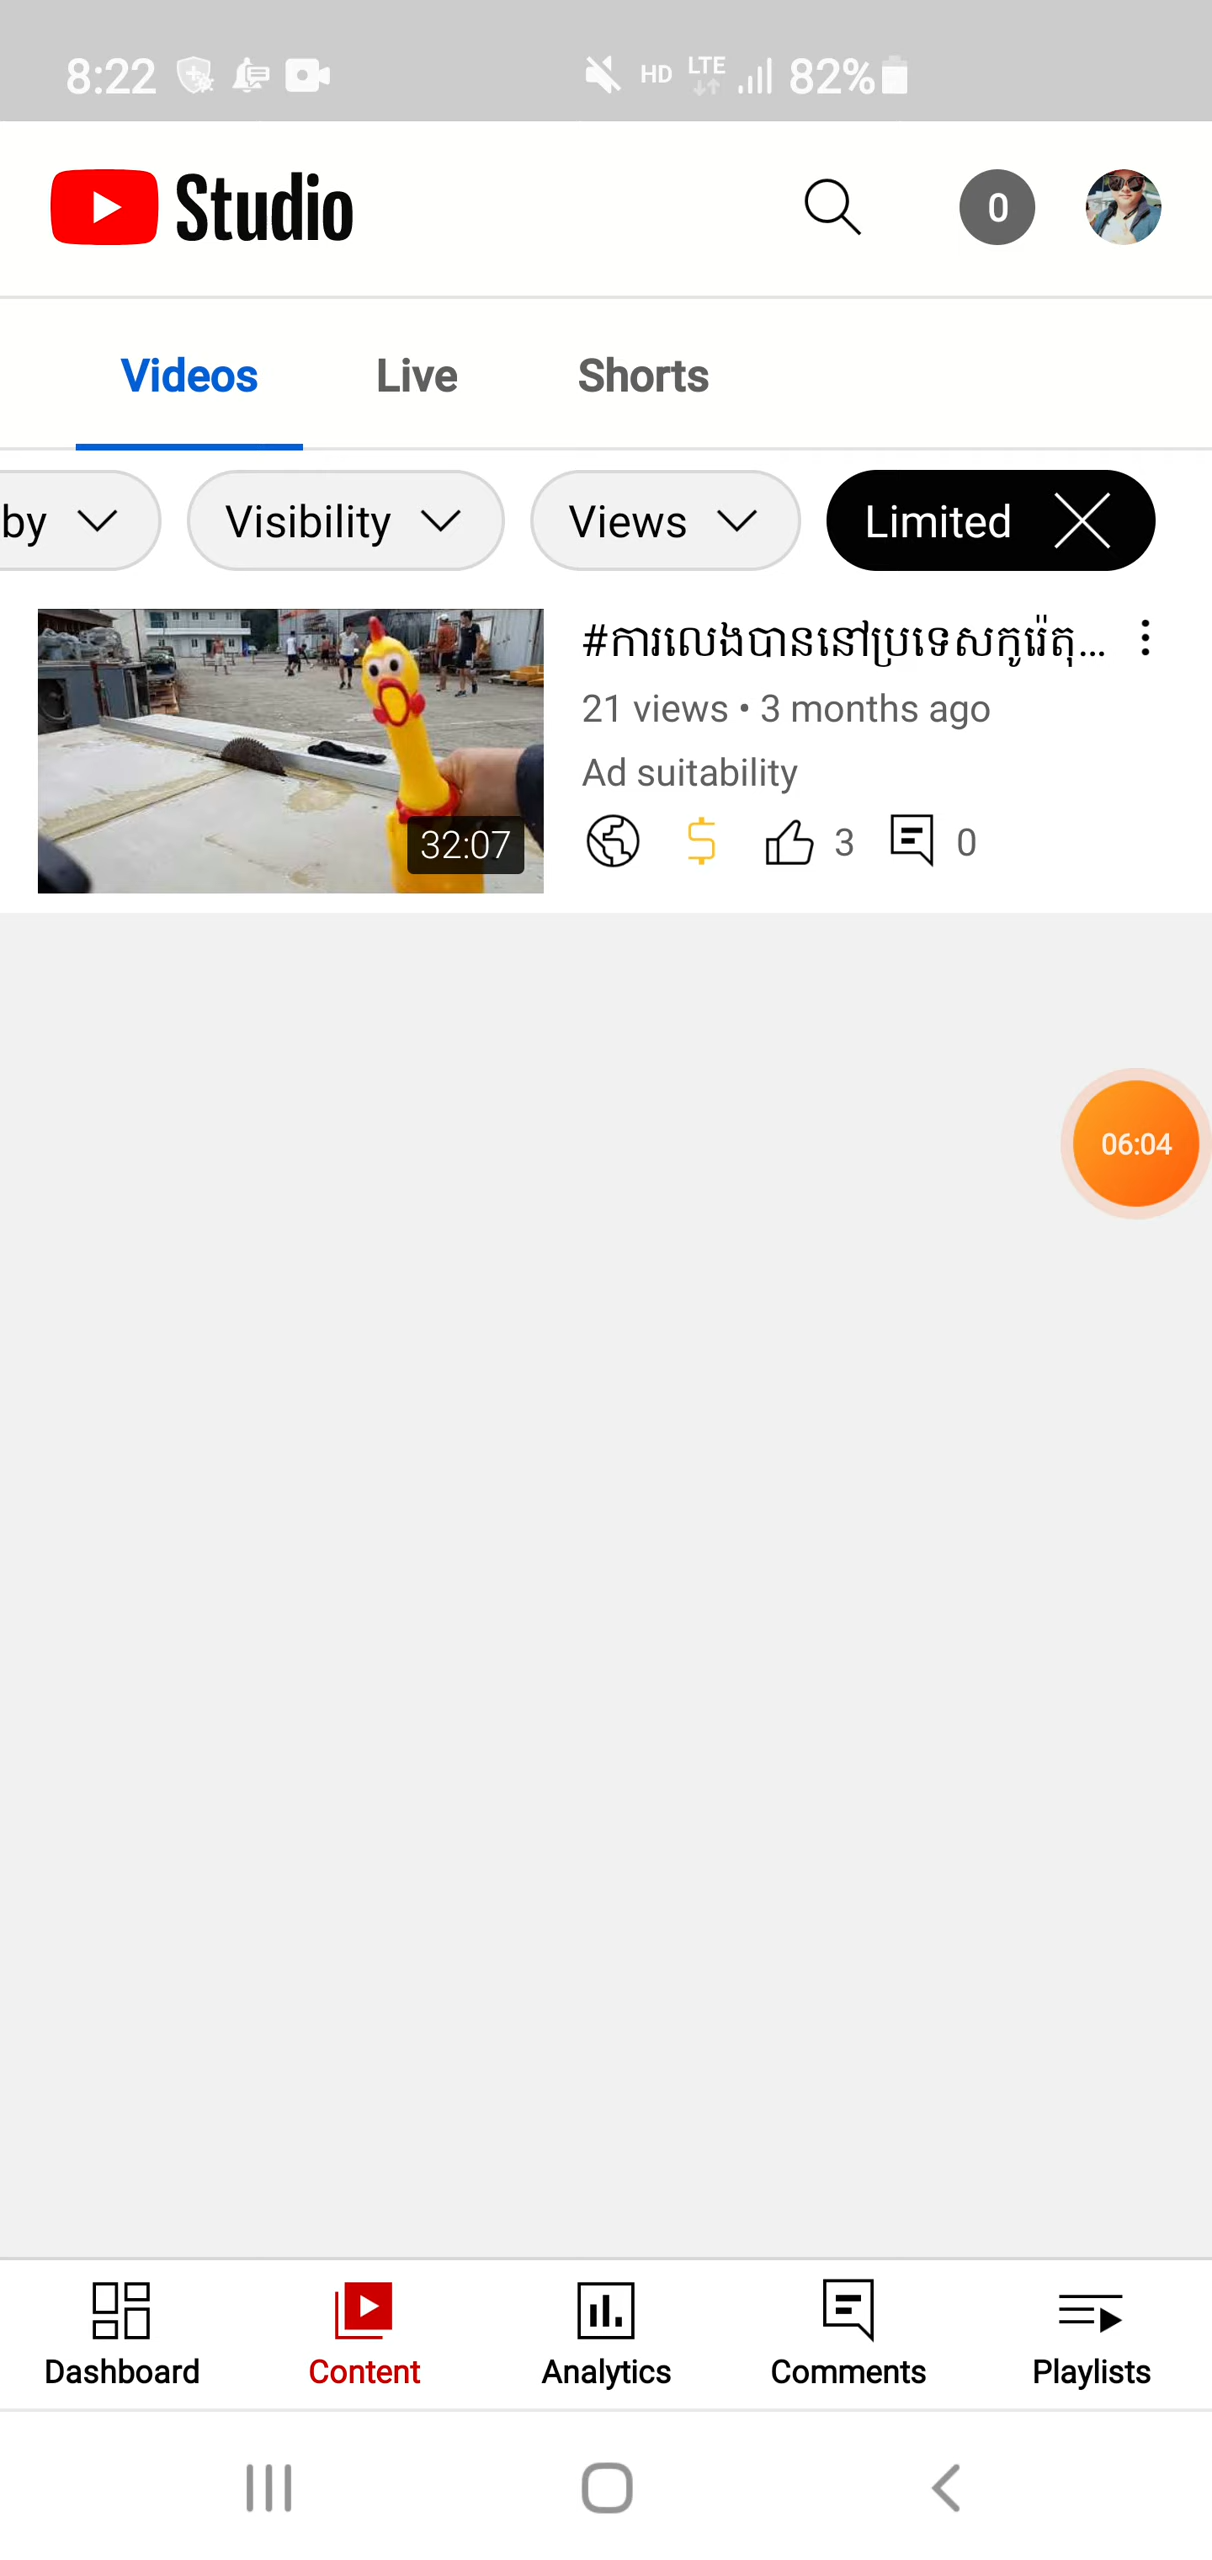 8:22 HD LTE 82%
Studio
0
Videos Live Shorts
by Visibility Views Limited
#ការលេងបាននៅប្រទេសកូរ៉េតុ...
21 views • 3 months ago
Ad suitability
3 0
32:07
06:04
Dashboard Content Analytics Comments Playlists